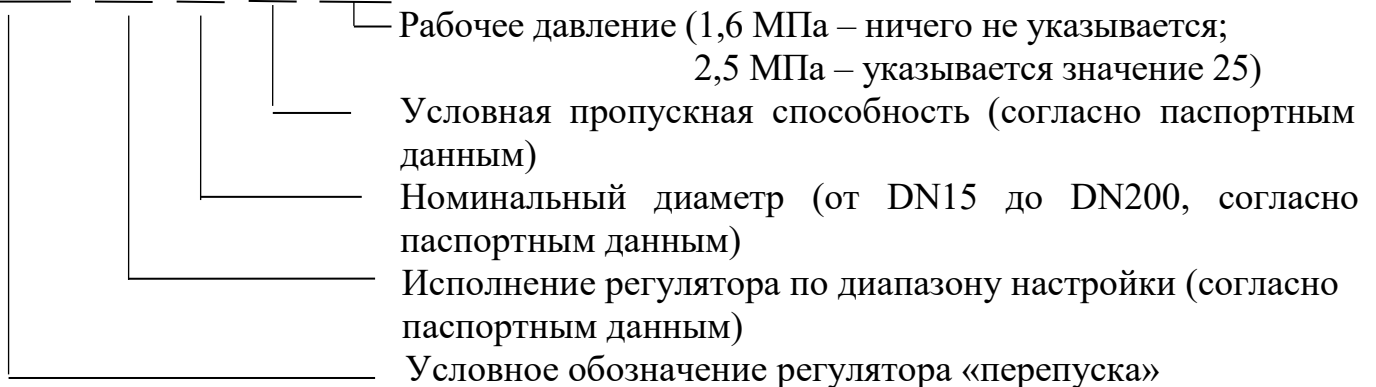 Рабочее давление (1,6 МПа – ничего не указывается;
2,5 МПа – указывается значение 25)
Условная пропускная способность (согласно паспортным
данным)
Номинальный диаметр (от DN15 до DN200, согласно
паспортным данным)
Исполнение регулятора по диапазону настройки (согласно
паспортным данным)
Условное обозначение регулятора «перепуска»